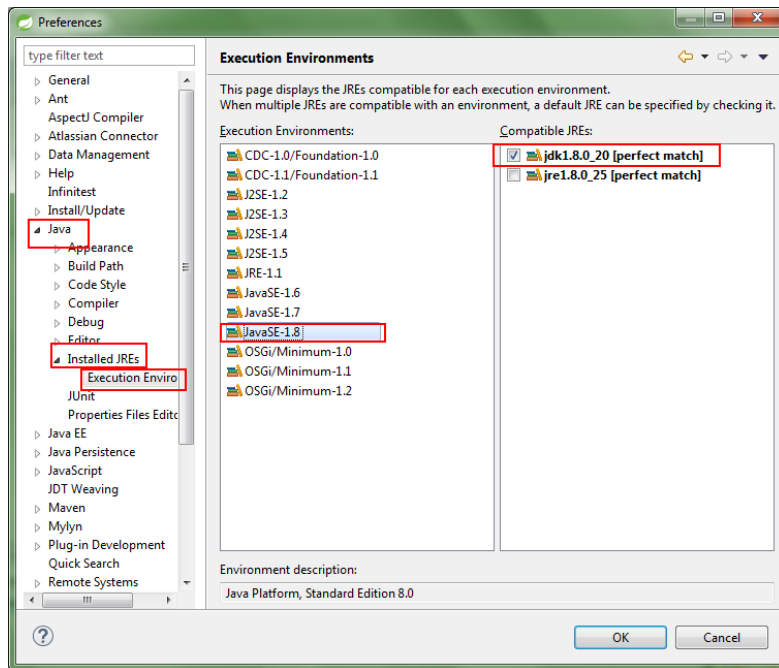 Preferences
type filter text
General
Ant
AspectJ Compiler
Atlassian Connector
Data Management
Help
Infinitest
Install/Update
Java
Appearance
Build Path
Code Style
Compiler
Debug
Editor
Installed JREs
Execution Enviro
JUnit
Properties Files Edito
Java EE
Java Persistence
JavaScript
JDT Weaving
Maven
Mylyn
Plug-in Development
Quick Search
Remote Systems
Execution Environments
This page displays the JREs compatible for each execution environment.
When multiple JREs are compatible with an environment, a default JRE can be specified by checking it.
Execution Environments:
CDC-1.0/Foundation-1.0
CDC-1.1/Foundation-1.1
J2SE-1.2
J2SE-1.3
J2SE-1.4
J2SE-1.5
JRE-1.1
JavaSE-1.6
JavaSE-1.7
JavaSE-1.8
OSGi/Minimum-1.0
OSGi/Minimum-1.1
OSGi/Minimum-1.2
Compatible JREs:
jdk1.8.0_20 [perfect match]
jre1.8.0_25 [perfect match]
Environment description:
Java Platform, Standard Edition 8.0
OK
Cancel